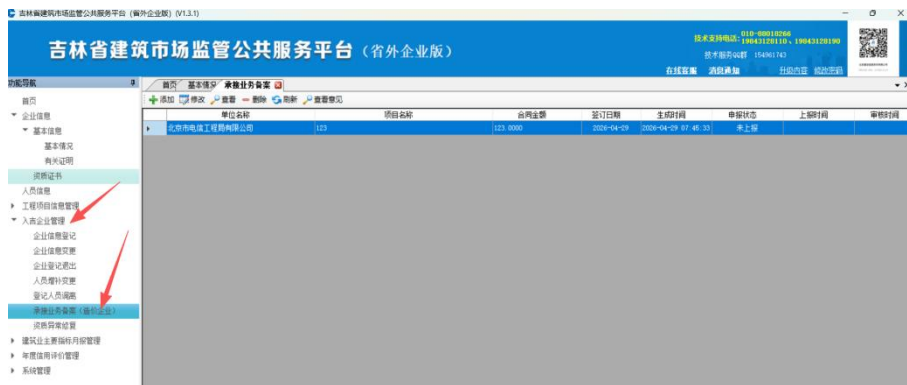 吉林省建筑市场监管公共服务平台（省外企业版）(V1.3.1)
吉林省建筑市场监管公共服务平台（省外企业版）
技术支持电话: 010-88018266
19843128110、19843128190
技术服务QQ群 154961743
在线客服 消息通知 升级内容 修改密码
功能导航
首页 基本情况 承接业务备案
添加 修改 查看 删除 刷新 查看意见
首页
企业信息
基本信息
基本情况
有关证明
资质证书
人员信息
工程项目信息管理
入吉企业管理
企业信息登记
企业信息变更
企业登记退出
人员增补变更
登记人员调离
承接业务备案（造价企业）
资质异常修复
建筑业主要指标月报管理
年度信用评价管理
系统管理
单位名称 项目名称 合同金额 签订日期 生成时间 申报状态 上报时间 审核时间
北京市电信工程局有限公司 123 123.0000 2026-04-29 2026-04-29 07:45:33 未上报